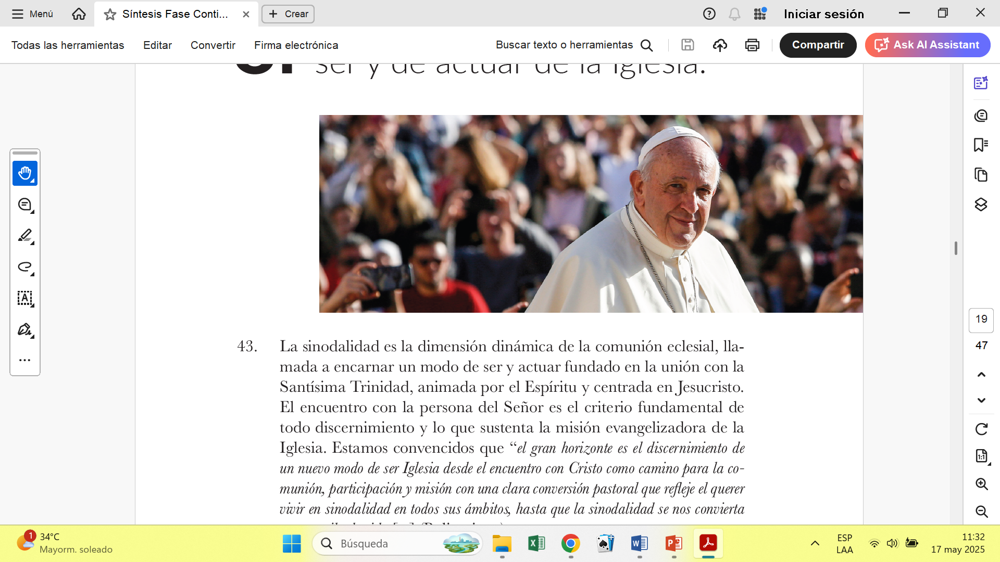 Menú
Síntesis Fase Conti...
Crear
Iniciar sesión
Todas las herramientas
Editar
Convertir
Firma electrónica
Buscar texto o herramientas
Compartir
Ask AI Assistant
ser y de actuar de la Iglesia.
43. La sinodalidad es la dimensión dinámica de la comunión eclesial, lla-
mada a encarnar un modo de ser y actuar fundado en la unión con la
Santísima Trinidad, animada por el Espíritu y centrada en Jesucristo.
El encuentro con la persona del Señor es el criterio fundamental de
todo discernimiento y lo que sustenta la misión evangelizadora de la
Iglesia. Estamos convencidos que “el gran horizonte es el discernimiento de
un nuevo modo de ser Iglesia desde el encuentro con Cristo como camino para la co-
munión, participación y misión con una clara conversión pastoral que refleje el querer
vivir en sinodalidad en todos sus ámbitos, hasta que la sinodalidad se nos convierta
19
47
1:1
1
34°C
Mayorm. soleado
Búsqueda
ESP
LAA
11:32
17 may 2025